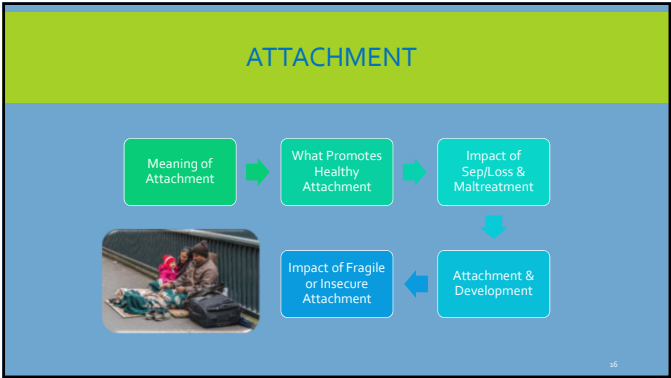 ATTACHMENT
Meaning of
Attachment
What Promotes
Healthy
Attachment
Impact of
Sep/Loss &
Maltreatment
Attachment &
Development
Impact of Fragile
or Insecure
Attachment
16